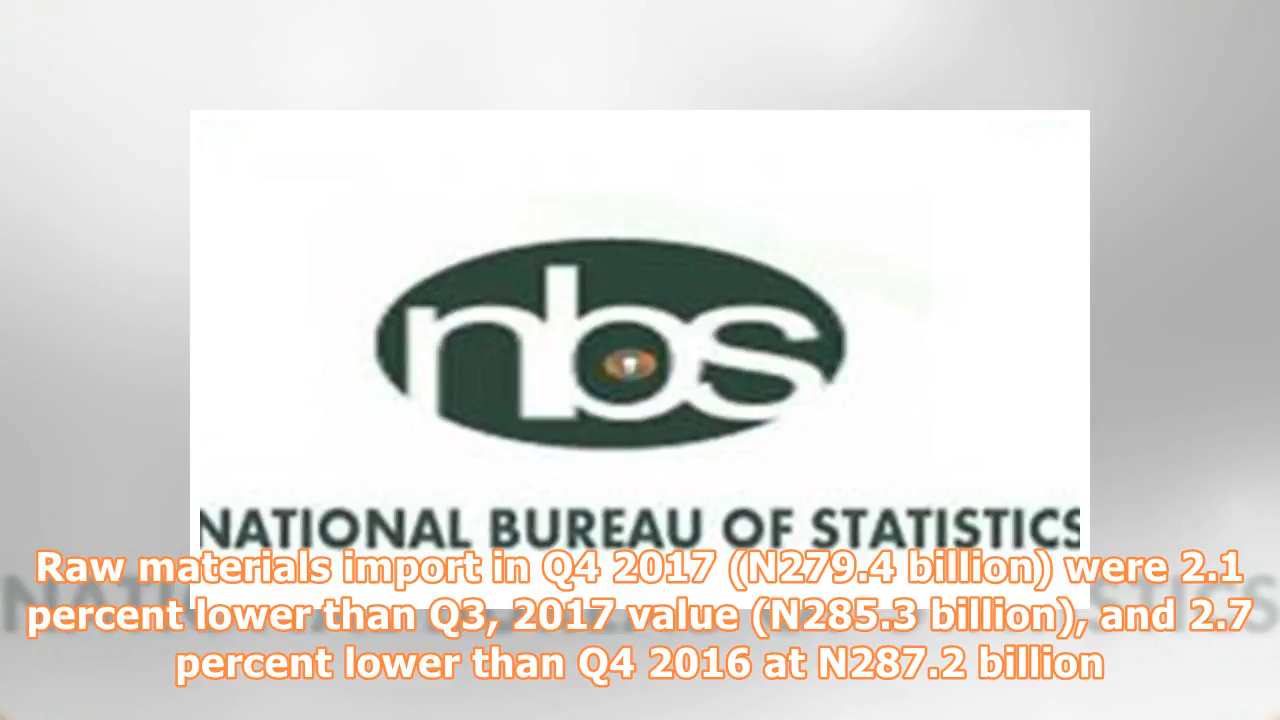 nbs
NATIONAL BUREAU OF STATISTICS
Raw materials import in Q4 2017 (N279.4 billion) were 2.1
percent lower than Q3, 2017 value (N285.3 billion), and 2.7
percent lower than Q4 2016 at N287.2 billion